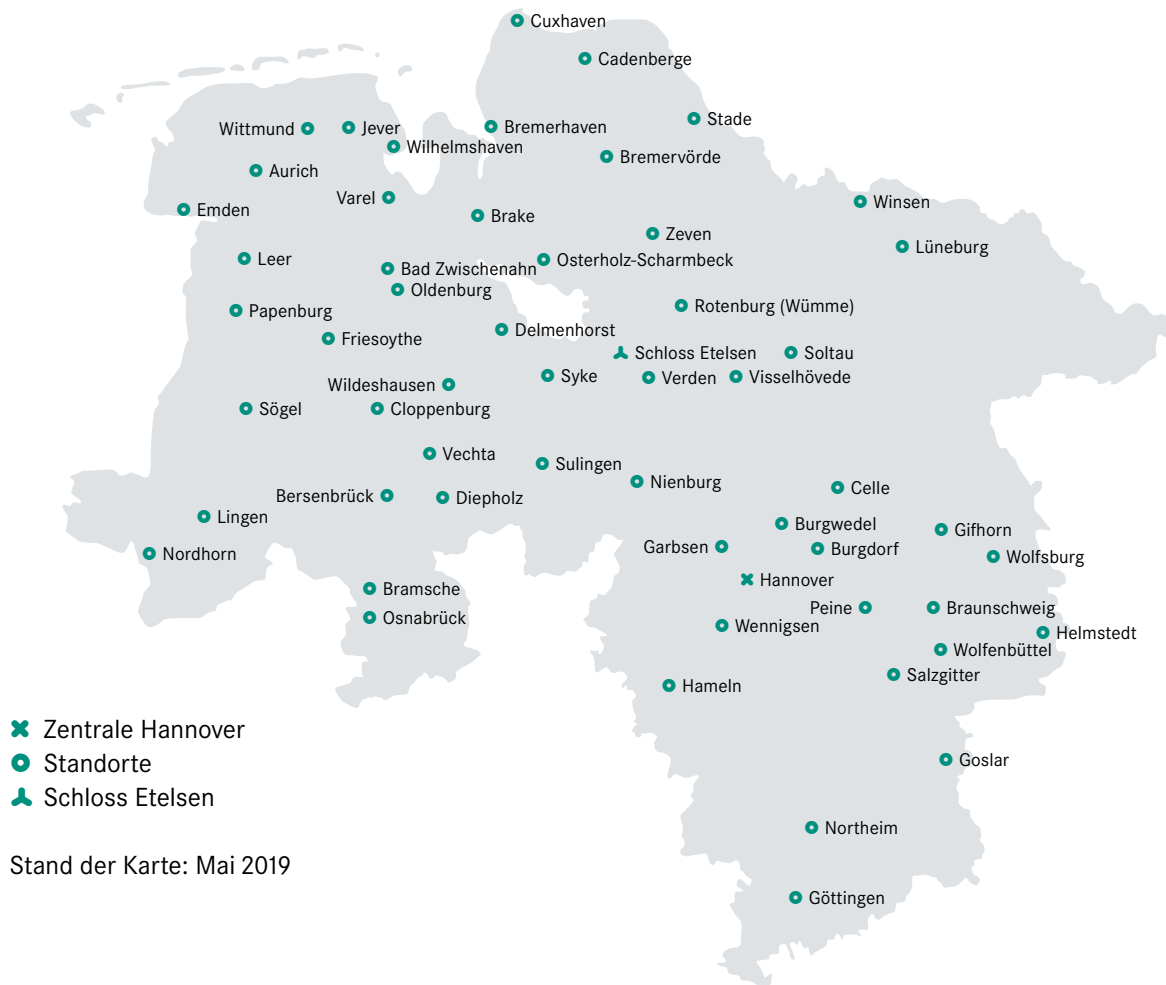 Cuxhaven
Cadenberge
Stade
Wittmund
Jever
Bremerhaven
Wilhelmshaven
Bremervörde
Aurich
Varel
Winsen
Emden
Brake
Zeven
Lüneburg
Leer
Osterholz-Scharmbeck
Bad Zwischenahn
Oldenburg
Papenburg
Rotenburg (Wümme)
Friesoythe
Delmenhorst
Schloss Etelsen
Soltau
Wildeshausen
Syke
Verden
Visselhövede
Sögel
Cloppenburg
Vechta
Sulingen
Nienburg
Celle
Bersenbrück
Diepholz
Lingen
Burgwedel
Gifhorn
Nordhorn
Garbsen
Burgdorf
Wolfsburg
Hannover
Bramsche
Peine
Braunschweig
Osnabrück
Wennigsen
Helmstedt
Wolfenbüttel
Salzgitter
Hameln
Zentrale Hannover
Standorte
Schloss Etelsen
Goslar
Northeim
Stand der Karte: Mai 2019
Göttingen